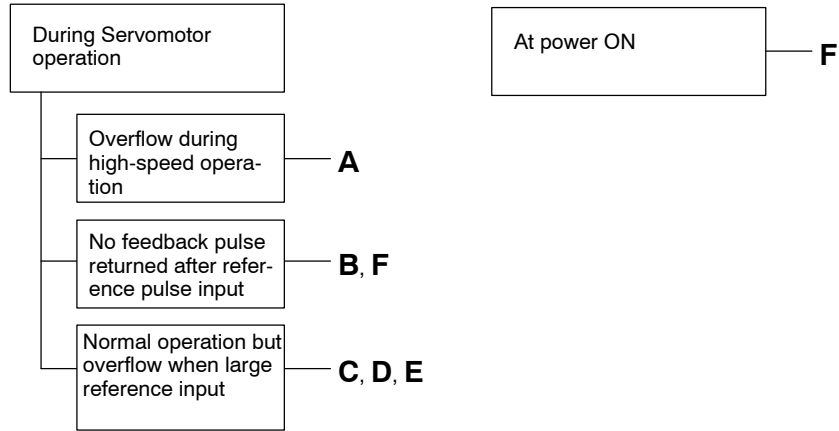 During Servomotor
operation
Overflow during
high-speed opera-
tion
A
No feedback pulse
returned after refer-
ence pulse input
B, F
Normal operation but
overflow when large
reference input
C, D, E
At power ON
F